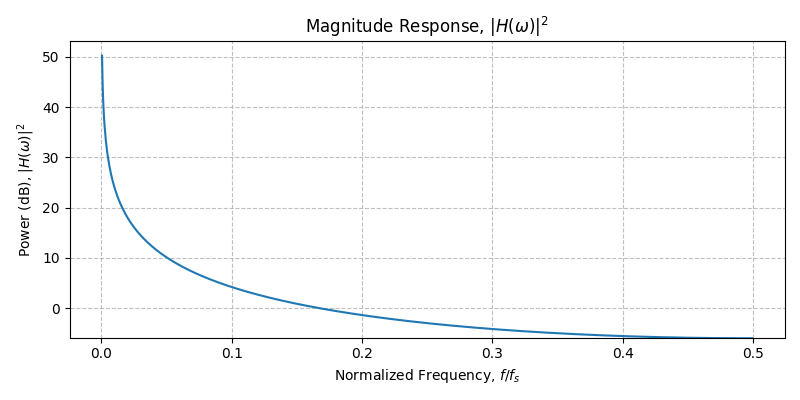 Magnitude Response, |H(ω)|²
Power (dB), |H(ω)|²
50
40
30
20
10
0
0.0 0.1 0.2 0.3 0.4 0.5
Normalized Frequency, f/fₛ